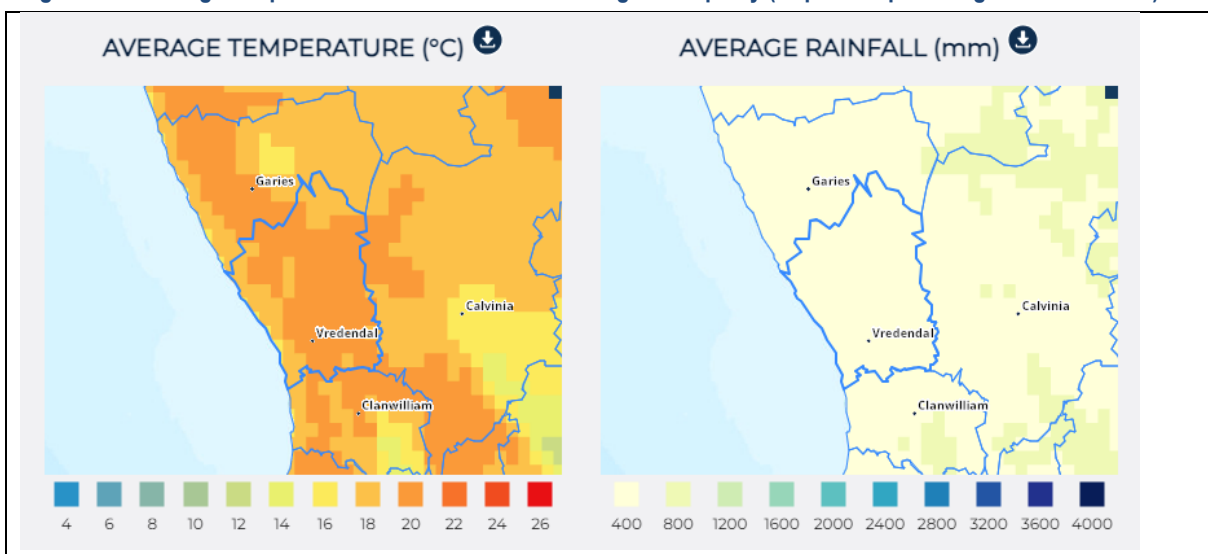 AVERAGE TEMPERATURE (°C)
AVERAGE RAINFALL (mm)
Garies
Calvinia
Vredendal
Clanwilliam
4 6 8 10 12 14 16 18 20 22 24 26
Garies
Calvinia
Vredendal
Clanwilliam
400 800 1200 1600 2000 2400 2800 3200 3600 4000